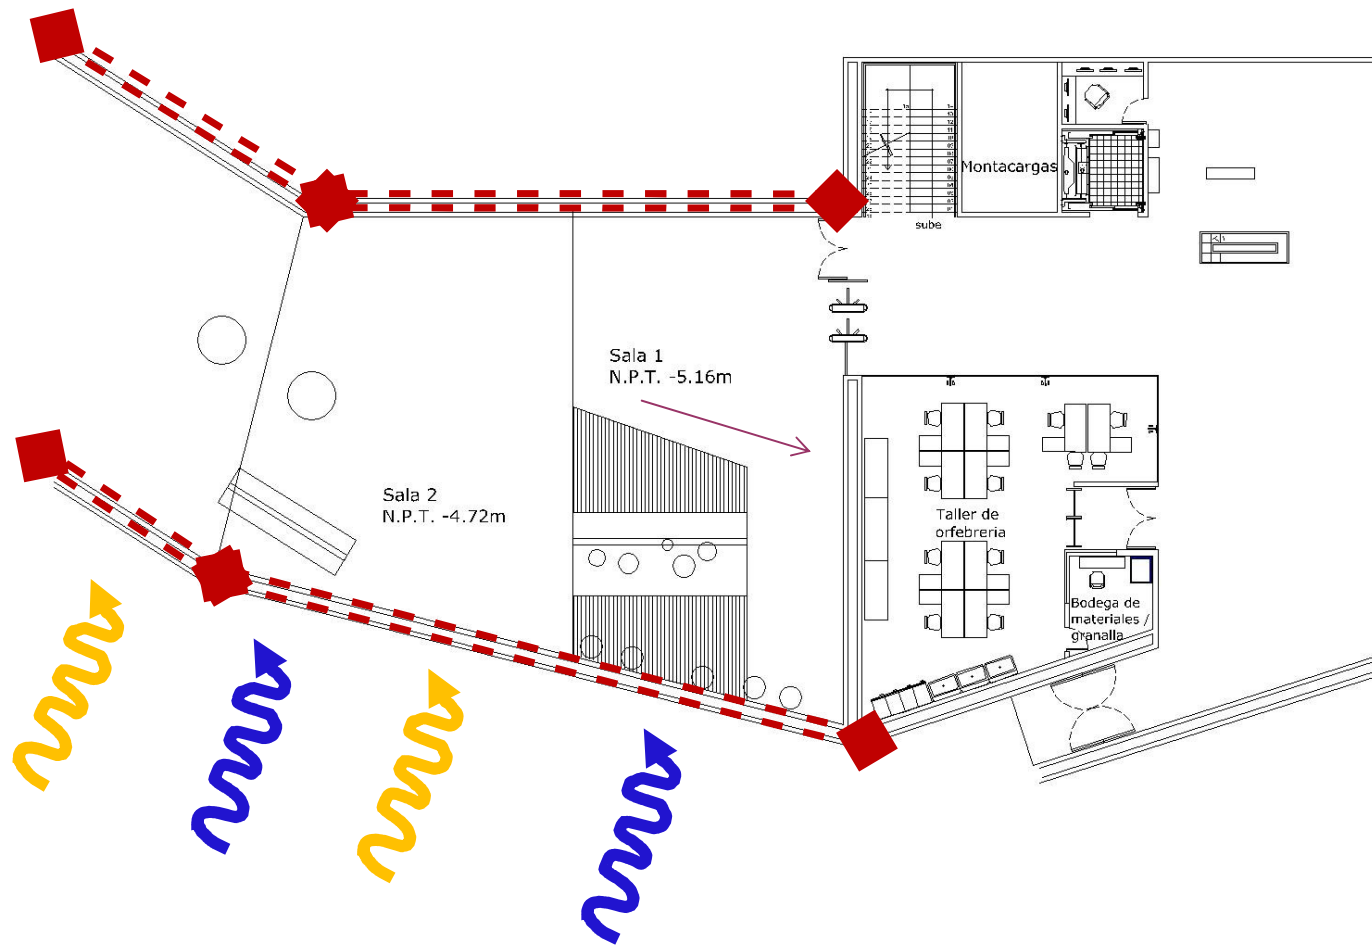 Montacargas
sube
Sala 1
N.P.T. -5.16m
Sala 2
N.P.T. -4.72m
Taller de
orfebreria
Bodega de
materiales /
granalla